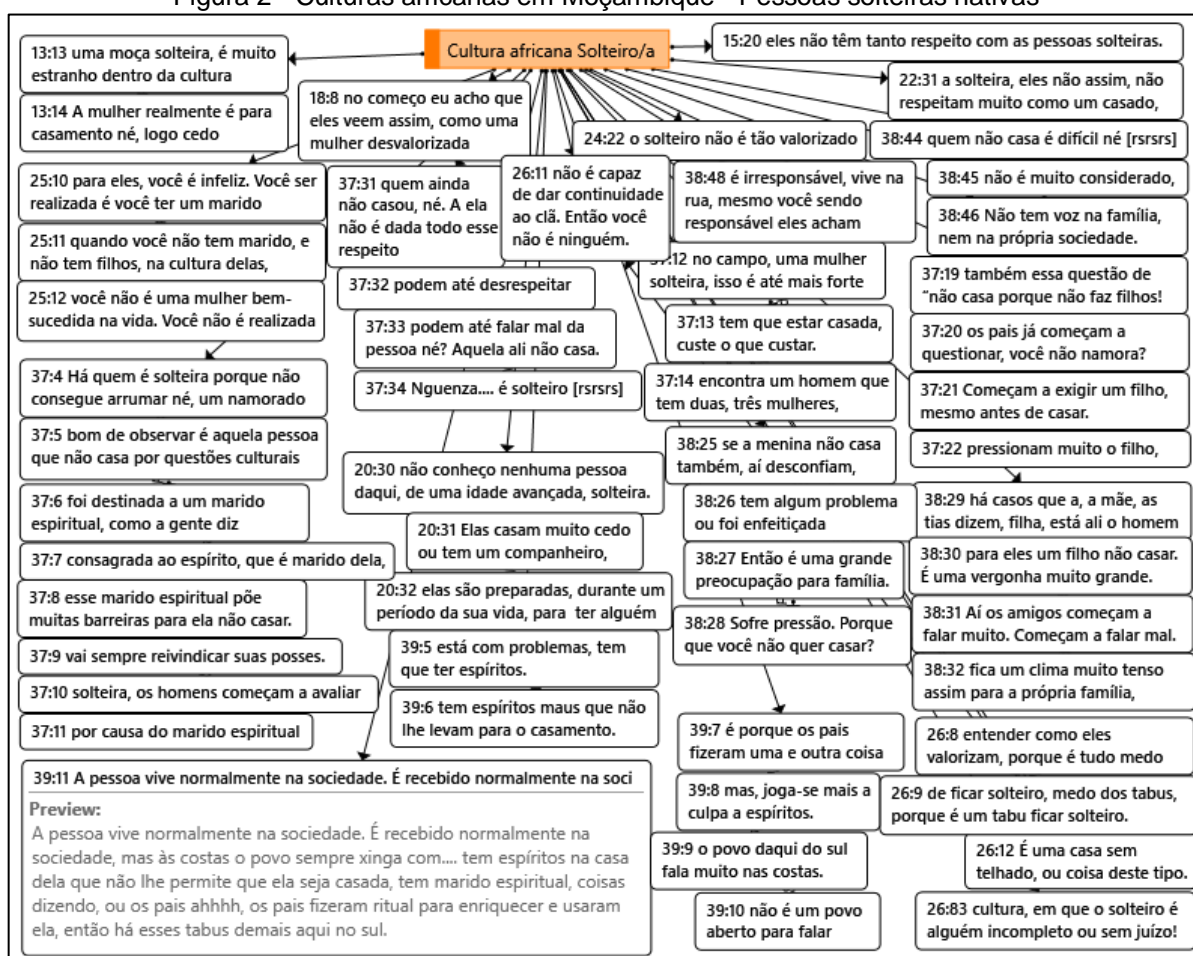 Figura 2 - Culturas africanas em Moçambique - Pessoas solteiras nativas
Cultura africana Solteiro/a
13:13 uma moça solteira, é muito
estranho dentro da cultura
13:14 A mulher realmente é para
casamento né, logo cedo
25:10 para eles, você é infeliz. Você ser
realizada é você ter um marido
25:11 quando você não tem marido, e
não tem filhos, na cultura delas,
25:12 você não é uma mulher bem-
sucedida na vida. Você não é realizada
37:4 Há quem é solteira porque não
consegue arrumar né, um namorado
37:5 bom de observar é aquela pessoa
que não casa por questões culturais
37:6 foi destinada a um marido
espiritual, como a gente diz
37:7 consagrada ao espírito, que é marido dela,
37:8 esse marido espiritual põe
muitas barreiras para ela não casar.
37:9 vai sempre reivindicar suas posses.
37:10 solteira, os homens começam a avaliar
37:11 por causa do marido espiritual
18:8 no começo eu acho que
eles veem assim, como uma
mulher desvalorizada
37:31 quem ainda
não casou, né. A ela
não é dada todo esse
respeito
37:32 podem até desrespeitar
37:33 podem até falar mal da
pessoa né? Aquela ali não casa.
37:34 Nguenza.... é solteiro [rsrsrs]
20:30 não conheço nenhuma pessoa
daqui, de uma idade avançada, solteira.
20:31 Elas casam muito cedo
ou tem um companheiro,
20:32 elas são preparadas, durante um
período da sua vida, para ter alguém
39:5 está com problemas, tem
que ter espíritos.
39:6 tem espíritos maus que não
lhe levam para o casamento.
39:11 A pessoa vive normalmente na sociedade. É recebido normalmente na soci
Preview:
A pessoa vive normalmente na sociedade. É recebido normalmente na
sociedade, mas às costas o povo sempre xinga com.... tem espíritos na casa
dela que não lhe permite que ela seja casada, tem marido espiritual, coisas
dizendo, ou os pais ahhhh, os pais fizeram ritual para enriquecer e usaram
ela, então há esses tabus demais aqui no sul.
24:22 o solteiro não é tão valorizado
26:11 não é capaz
de dar continuidade
ao clã. Então você
não é ninguém.
38:48 é irresponsável, vive na
rua, mesmo você sendo
responsável eles acham
37:12 no campo, uma mulher
solteira, isso é até mais forte
37:13 tem que estar casada,
custe o que custar.
37:14 encontra um homem que
tem duas, três mulheres,
38:25 se a menina não casa
também, aí desconfiam,
38:26 tem algum problema
ou foi enfeitiçada
38:27 Então é uma grande
preocupação para família.
38:28 Sofre pressão. Porque
que você não quer casar?
39:7 é porque os pais
fizeram uma e outra coisa
39:8 mas, joga-se mais a
culpa a espíritos.
39:9 o povo daqui do sul
fala muito nas costas.
39:10 não é um povo
aberto para falar
15:20 eles não têm tanto respeito com as pessoas solteiras.
22:31 a solteira, eles não assim, não
respeitam muito como um casado,
38:44 quem não casa é difícil né [rsrsrs]
38:45 não é muito considerado,
38:46 Não tem voz na família,
nem na própria sociedade.
37:19 também essa questão de
“não casa porque não faz filhos!
37:20 os pais já começam a
questionar, você não namora?
37:21 Começam a exigir um filho,
mesmo antes de casar.
37:22 pressionam muito o filho,
38:29 há casos que a, a mãe, as
tias dizem, filha, está ali o homem
38:30 para eles um filho não casar.
É uma vergonha muito grande.
38:31 Aí os amigos começam a
falar muito. Começam a falar mal.
38:32 fica um clima muito tenso
assim para a própria família,
26:8 entender como eles
valorizam, porque é tudo medo
26:9 de ficar solteiro, medo dos tabus,
porque é um tabu ficar solteiro.
26:12 É uma casa sem
telhado, ou coisa deste tipo.
26:83 cultura, em que o solteiro é
alguém incompleto ou sem juízo!